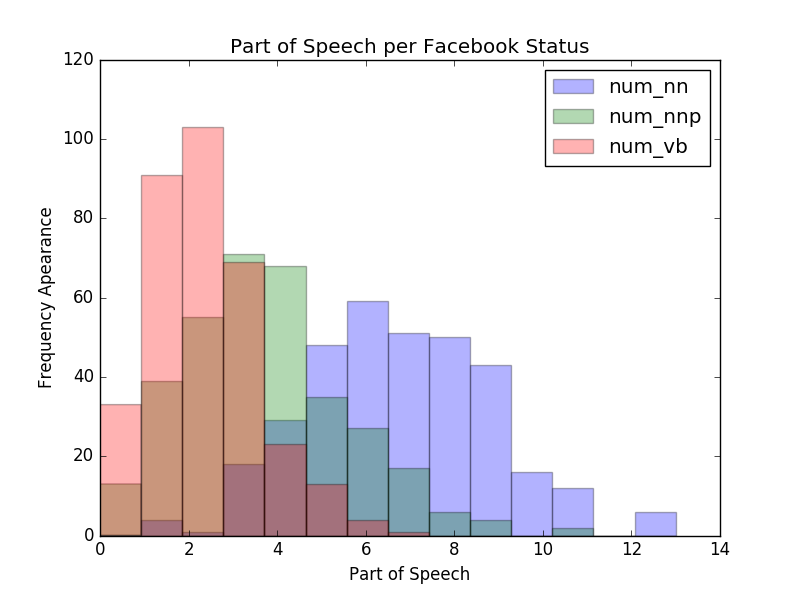 Part of Speech per Facebook Status
120
100
80
60
40
20
0
Frequency Apearance
num_nn
num_nnp
num_vb
0 2 4 6 8 10 12 14
Part of Speech